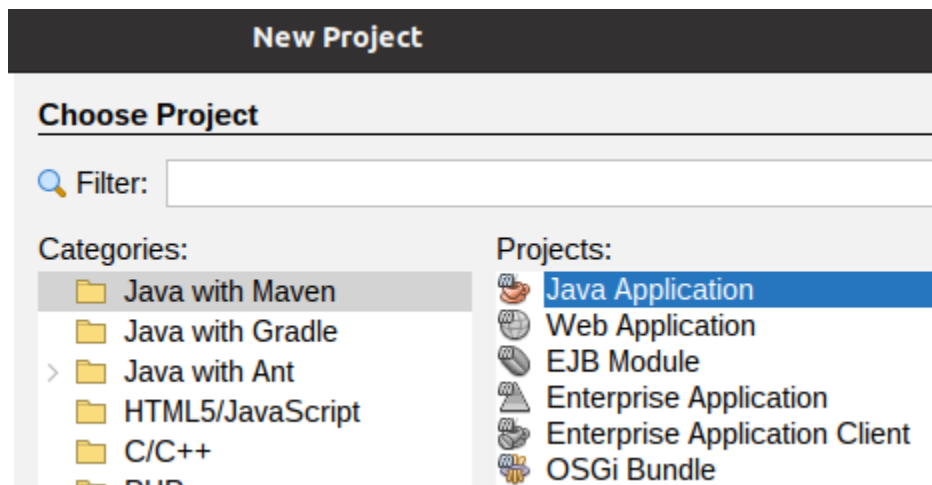 New Project
Choose Project
Filter:
Categories:
Java with Maven
Java with Gradle
Java with Ant
HTML5/JavaScript
C/C++
PHP
Projects:
Java Application
Web Application
EJB Module
Enterprise Application
Enterprise Application Client
OSGi Bundle